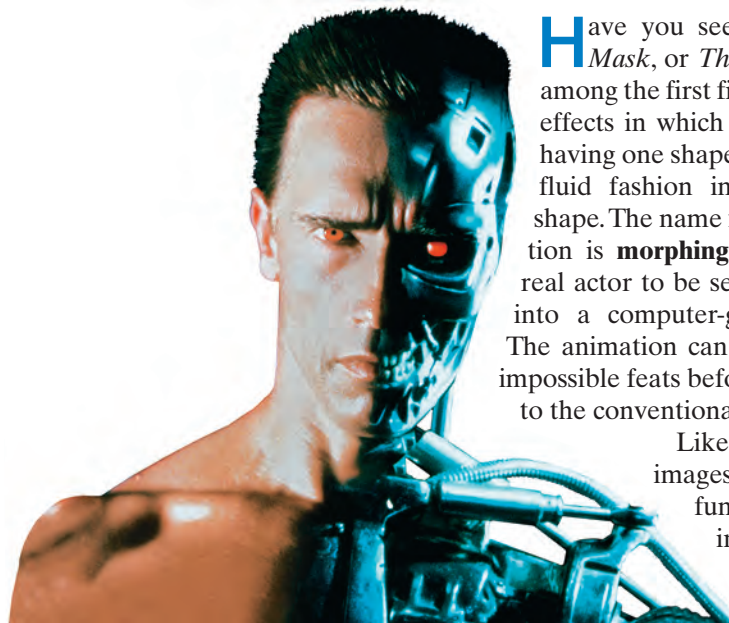 Have you see
Mask, or Th
among the first fi
effects in which
having one shape
fluid fashion in
shape. The name
tion is morphing
real actor to be se
into a computer-g
The animation can
impossible feats befo
to the conventiona
Like
images
fun
in